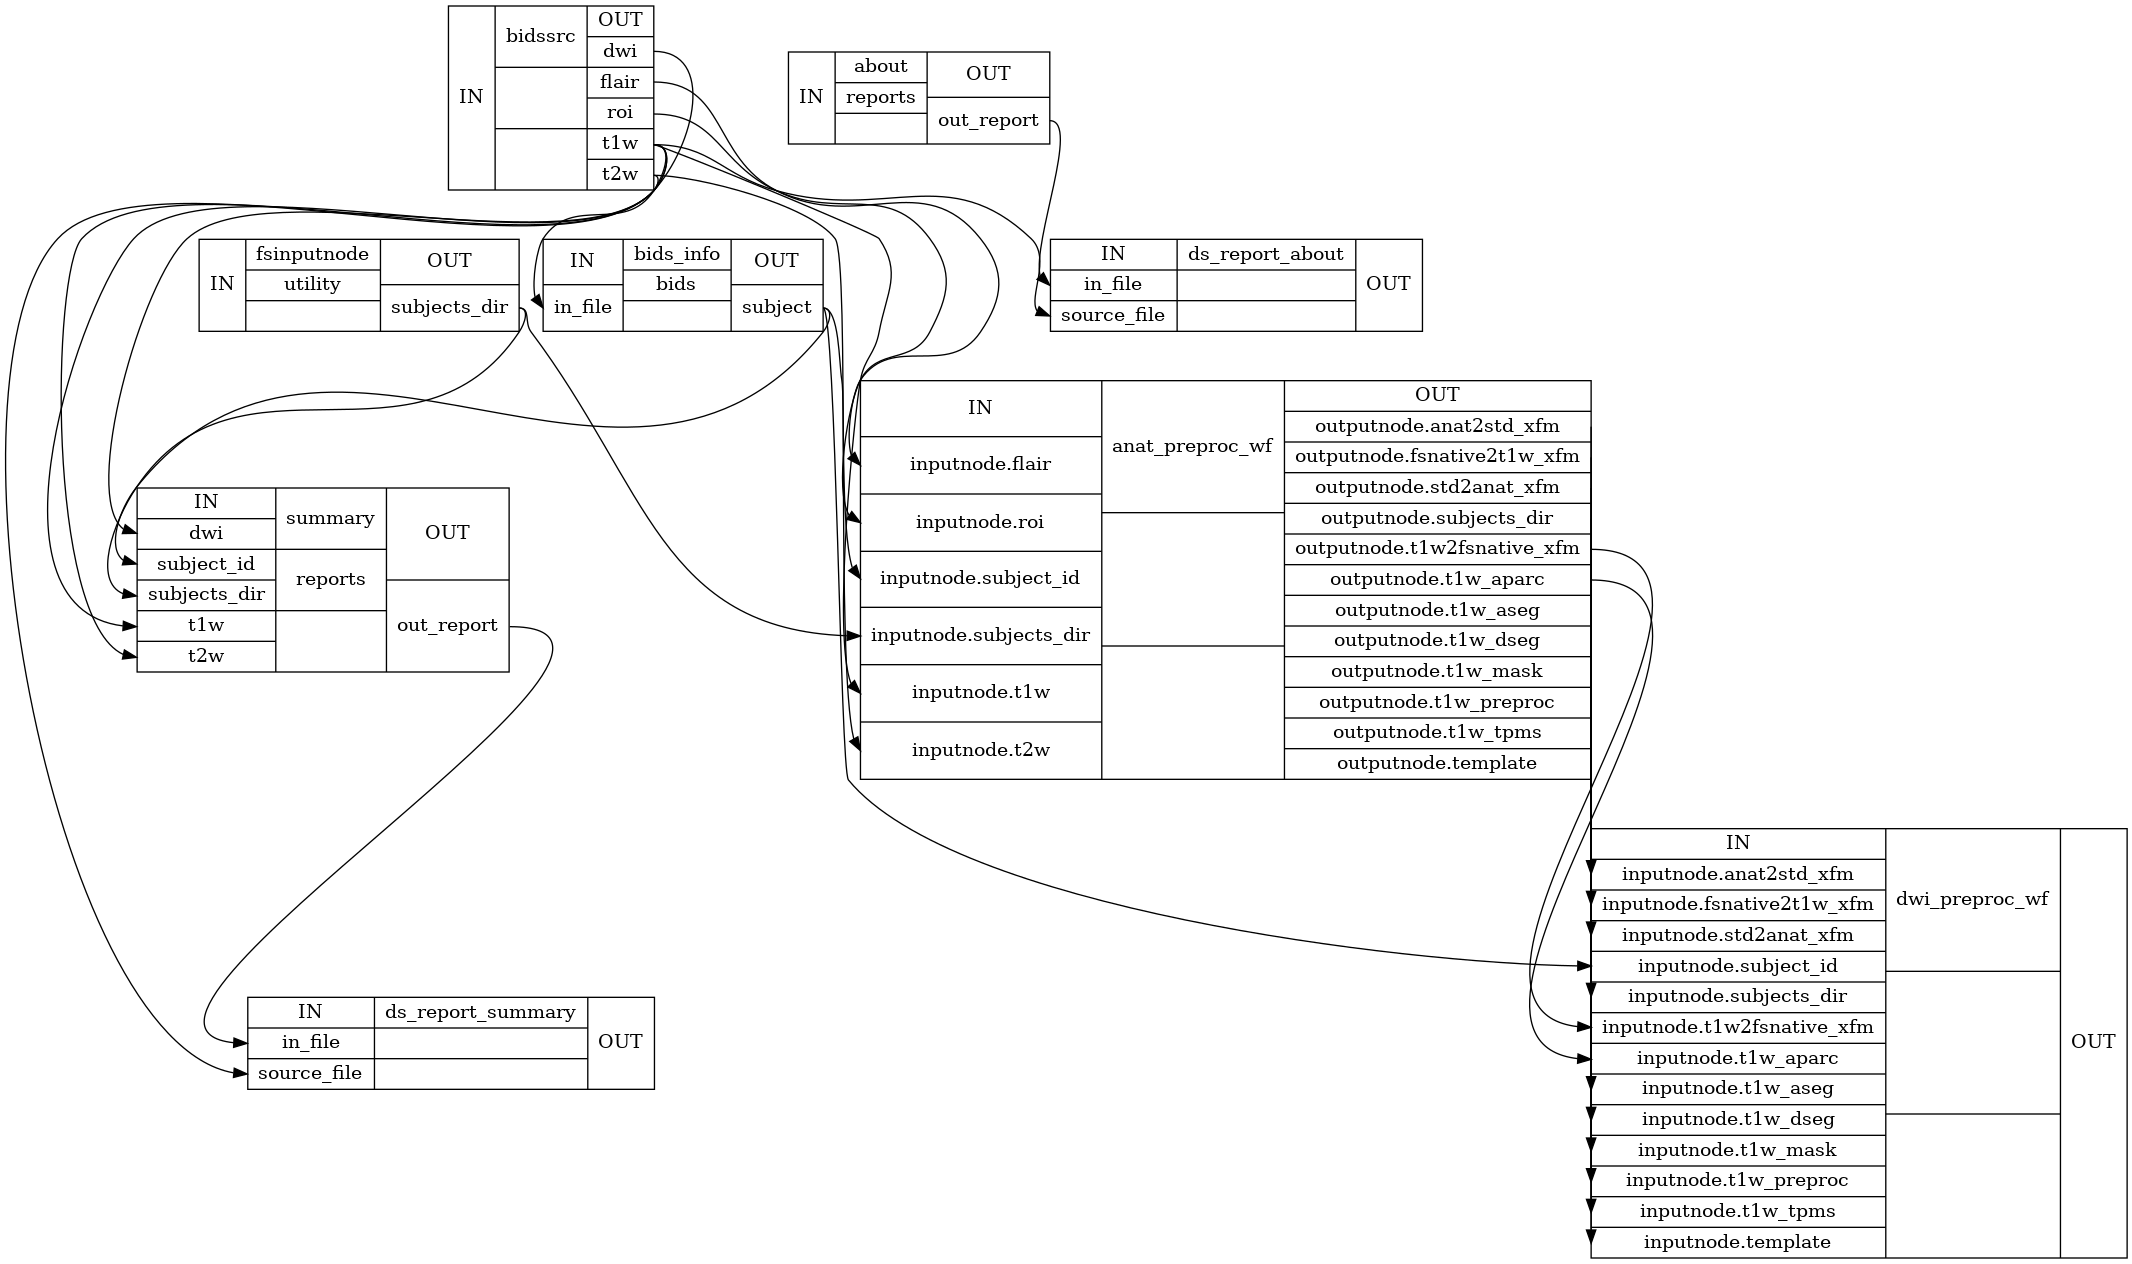 IN
bidssrc
OUT
dwi
flair
roi
t1w
t2w
IN
about
reports
OUT
out_report
IN
fsinputnode
utility
OUT
subjects_dir
IN
in_file
bids_info
bids
OUT
subject
IN
in_file
source_file
ds_report_about
OUT
IN
inputnode.flair
inputnode.roi
inputnode.subject_id
inputnode.subjects_dir
inputnode.t1w
inputnode.t2w
anat_preproc_wf
OUT
outputnode.anat2std_xfm
outputnode.fsnative2t1w_xfm
outputnode.std2anat_xfm
outputnode.subjects_dir
outputnode.t1w2fsnative_xfm
outputnode.t1w_aparc
outputnode.t1w_aseg
outputnode.t1w_dseg
outputnode.t1w_mask
outputnode.t1w_preproc
outputnode.t1w_tpms
outputnode.template
IN
dwi
subject_id
subjects_dir
t1w
t2w
summary
reports
OUT
out_report
IN
inputnode.anat2std_xfm
inputnode.fsnative2t1w_xfm
inputnode.std2anat_xfm
inputnode.subject_id
inputnode.subjects_dir
inputnode.t1w2fsnative_xfm
inputnode.t1w_aparc
inputnode.t1w_aseg
inputnode.t1w_dseg
inputnode.t1w_mask
inputnode.t1w_preproc
inputnode.t1w_tpms
inputnode.template
dwi_preproc_wf
OUT
IN
in_file
source_file
ds_report_summary
OUT